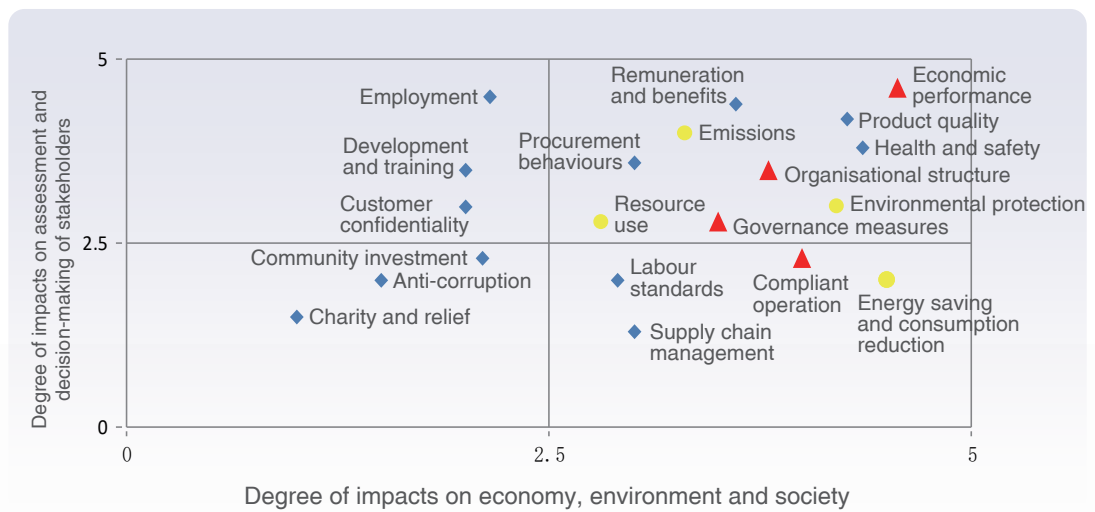 Degree of impacts on assessment and
decision-making of stakeholders
5
2.5
0
Employment
Development
and training
Customer
confidentiality
Community investment
Anti-corruption
Charity and relief
Remuneration
and benefits
Procurement
behaviours
Emissions
Resource
use
Economic
performance
Product quality
Health and safety
Organisational structure
Environmental protection
Governance measures
Labour
standards
Supply chain
management
Compliant
operation
Energy saving
and consumption
reduction
0
2.5
5
Degree of impacts on economy, environment and society